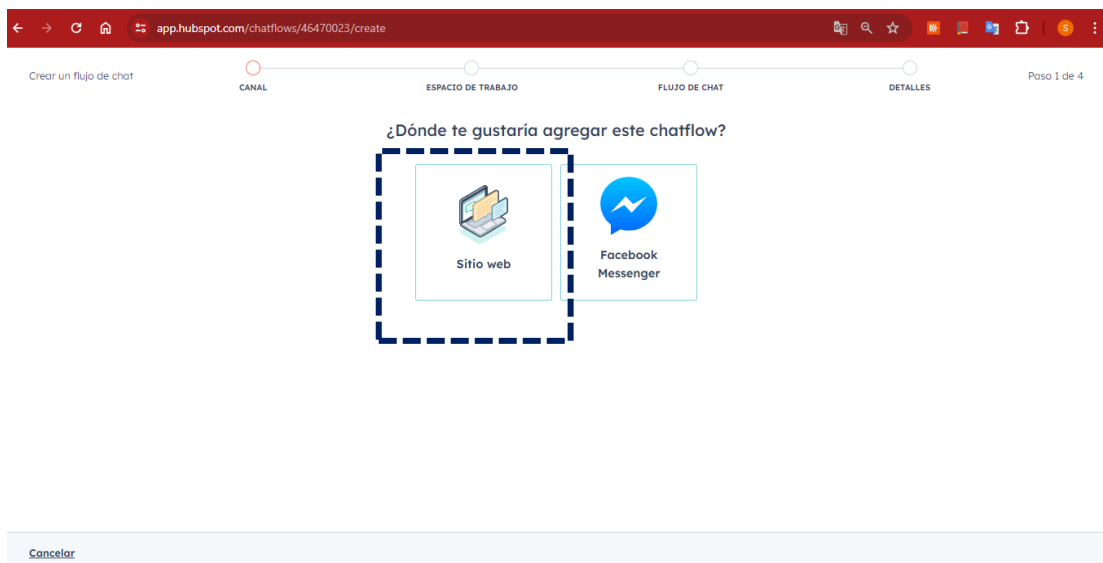 app.hubspot.com/chatflows/46470023/create
S
Crear un flujo de chat
CANAL
ESPACIO DE TRABAJO
FLUJO DE CHAT
DETALLES
Paso 1 de 4
¿Dónde te gustaría agregar este chatflow?
Sitio web
Facebook
Messenger
Cancelar